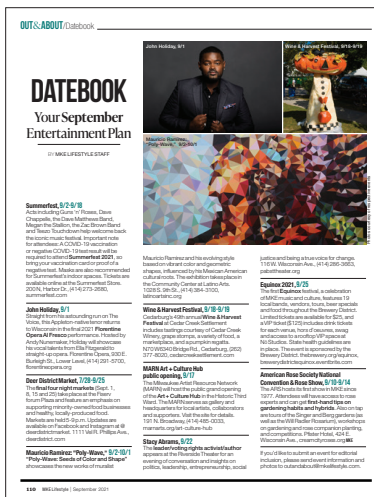 OUT&ABOUT/Datebook
John Holiday, 9/1
Wine & Harvest Festival, 9/18-9/19
Mauricio Ramirez,
"Poly-Wave," 9/2-10/1
DATEBOOK
Your September
Entertainment Plan
BY MKE LIFESTYLE STAFF
Summerfest, 9/2-9/18
Acts including Guns 'n' Roses, Dave
Chappelle, the Dave Matthews Band,
Megan thee Stallion, the Zac Brown Band
and Teezo Touchdown help welcome back
the iconic music festival. Important note
for attendees: A COVID-19 vaccination
or negative COVID-19 test result will be
required to attend Summerfest 2021, so
bring your vaccination card or proof of a
negative test. Masks are also recommended
for Summerfest's indoor spaces. Tickets are
available online at the Summerfest Store,
200 N. Harbor Dr., (414) 273-2680,
summerfest.com
John Holiday, 9/1
Straight from his astounding run on The
Voice, this Appleton-native tenor returns
to Wisconsin in the final 2021 Florentine
Opera Al Fresco performance. Hosted by
Andy Nunemaker, Holiday will showcase
his vocal talents from Ella Fitzgerald to
straight-up opera. Florentine Opera, 930 E.
Burleigh St., Lower Level, (414) 291-5700,
florentineopera.org
Deer District Market, 7/28-9/25
The final four night markets (Sept. 1,
8, 15 and 25) take place at the Fiserv
forum Plaza and feature an emphasis on
supporting minority-owned food businesses
and healthy, locally-produced food.
Markets are held 5-9 p.m. Updates are
available on Facebook and Instagram at @
deerdistrictmarket. 1111 Vel R. Phillips Ave.,
deerdistrict.com
Mauricio Ramirez: "Poly-Wave," 9/2-10/1
"Poly-Wave: Seeds of Color and Shape"
showcases the new works of muralist
Mauricio Ramirez and his evolving style
based on vibrant color and geometric
shapes, influenced by his Mexican American
cultural roots. The exhibition takes place in
the Community Center at Latino Arts.
1028 S. 9th St., (414) 384-3100,
latinoartsinc.org
Wine & Harvest Festival, 9/18-9/19
Cedarburg's 49th annual Wine & Harvest
Festival at Cedar Creek Settlement
includes tastings courtesy of Cedar Creek
Winery, grape stomps, a variety of food, a
marketplace, and a pumpkin regatta.
N70 W6340 Bridge Rd., Cedarburg, (262)
377-8020, cedarcreeksettlement.com
MARN Art + Culture Hub
public opening, 9/17
The Milwaukee Artist Resource Network
(MARN) will host the public grand opening
of the Art + Culture Hub in the Historic Third
Ward. The MARN serves as gallery and
headquarters for local artists, collaborators
and supporters. Visit the site for details.
191 N. Broadway, (414) 485-0033,
marnarts.org/art-culture-hub
Stacy Abrams, 9/22
The leader/voting rights activist/author
appears at the Riverside Theater for an
evening of conversation and insights on
politics, leadership, entrepreneurship, social
justice and being a true voice for change.
116 W. Wisconsin Ave., (414) 286-3663,
pabsttheater.org
Equinox 2021, 9/25
The first Equinox festival, a celebration
of MKE music and culture, features 19
local bands, vendors, tours, beer specials
and food throughout the Brewery District.
Limited tickets are available for $25, and
a VIP ticket ($125) includes drink tickets
for each venue, hors d'oeuvres, swag
and access to a rooftop VIP space at
Nō Studios. State health guidelines are
in place. The event is sponsored by the
Brewery District. thebrewery.org/equinox,
brewerydistrictequinox.eventbrite.com
American Rose Society National
Convention & Rose Show, 9/10-9/14
The ARS hosts its first show in MKE since
1977. Attendees will have access to rose
experts and can get first-hand tips on
gardening habits and hybrids. Also on tap
are tours of the Singer and Berg gardens (as
well as the Will Radler Rosarium), workshops
on gardening and rose companion planting,
and competitions. Pfister Hotel, 424 E.
Wisconsin Ave., creamcityrose.org MKE
If you'd like to submit an event for editorial
inclusion, please send event information and
photos to outandabout@mkelifestyle.com.
110 MKE Lifestyle | September 2021